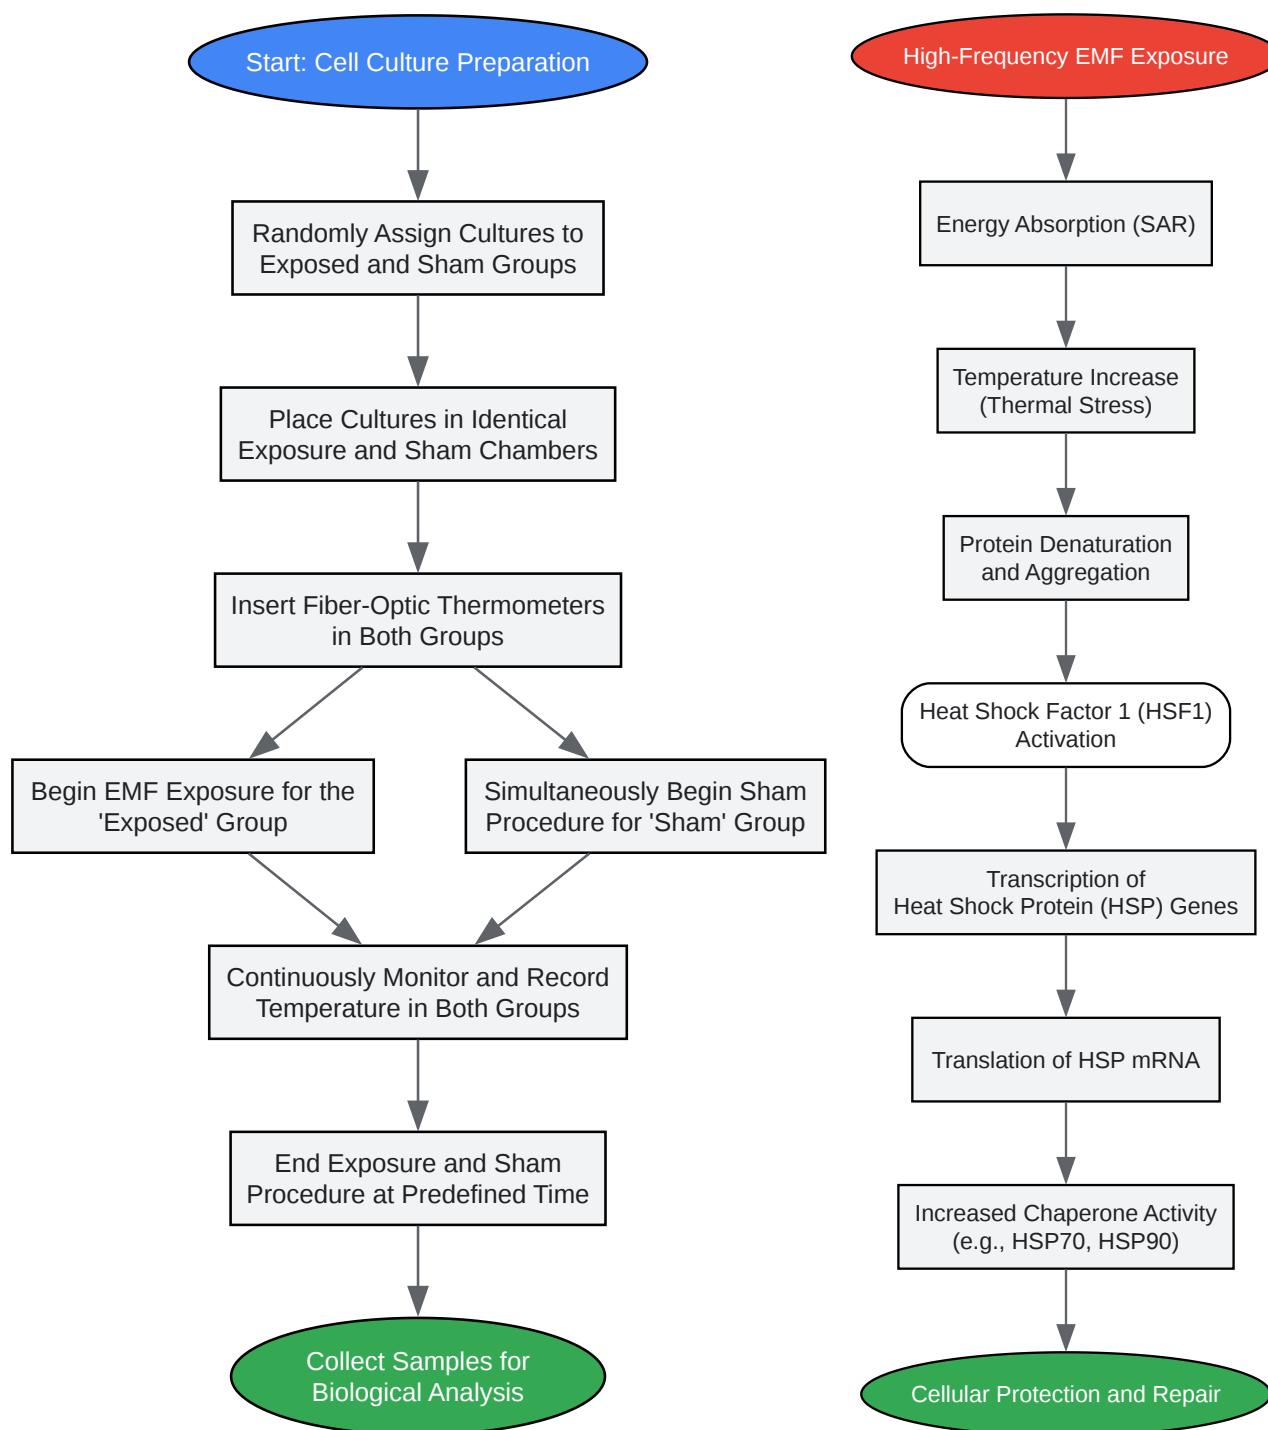 Start: Cell Culture Preparation
Randomly Assign Cultures to
Exposed and Sham Groups
Place Cultures in Identical
Exposure and Sham Chambers
Insert Fiber-Optic Thermometers
in Both Groups
Begin EMF Exposure for the
'Exposed' Group
Simultaneously Begin Sham
Procedure for 'Sham' Group
Continuously Monitor and Record
Temperature in Both Groups
End Exposure and Sham
Procedure at Predefined Time
Collect Samples for
Biological Analysis
High-Frequency EMF Exposure
Energy Absorption (SAR)
Temperature Increase
(Thermal Stress)
Protein Denaturation
and Aggregation
Heat Shock Factor 1 (HSF1)
Activation
Transcription of
Heat Shock Protein (HSP) Genes
Translation of HSP mRNA
Increased Chaperone Activity
(e.g., HSP70, HSP90)
Cellular Protection and Repair